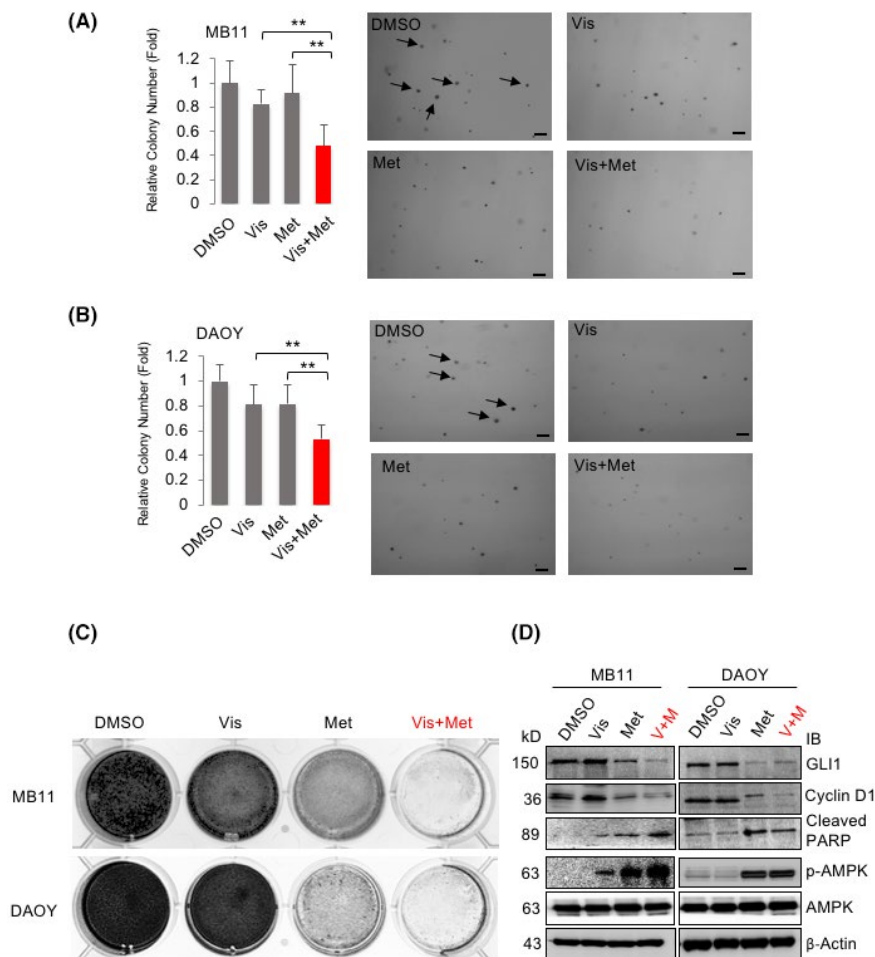 (A)
MB11
**
**
Relative Colony Number (Fold)
1.2
1
0.8
0.6
0.4
0.2
0
DMSO
Vis
Met
Vis+Met
DMSO
Vis
Met
Vis+Met
(B)
DAOY
**
**
Relative Colony Number (Fold)
1.2
1
0.8
0.6
0.4
0.2
0
DMSO
Vis
Met
Vis+Met
DMSO
Vis
Met
Vis+Met
(C)
DMSO Vis Met Vis+Met
MB11
DAOY
(D)
MB11 DAOY
DMSO Vis Met V+M DMSO Vis Met V+M
kD IB
150 GLI1
36 Cyclin D1
89 Cleaved
PARP
63 p-AMPK
63 AMPK
43 β-Actin